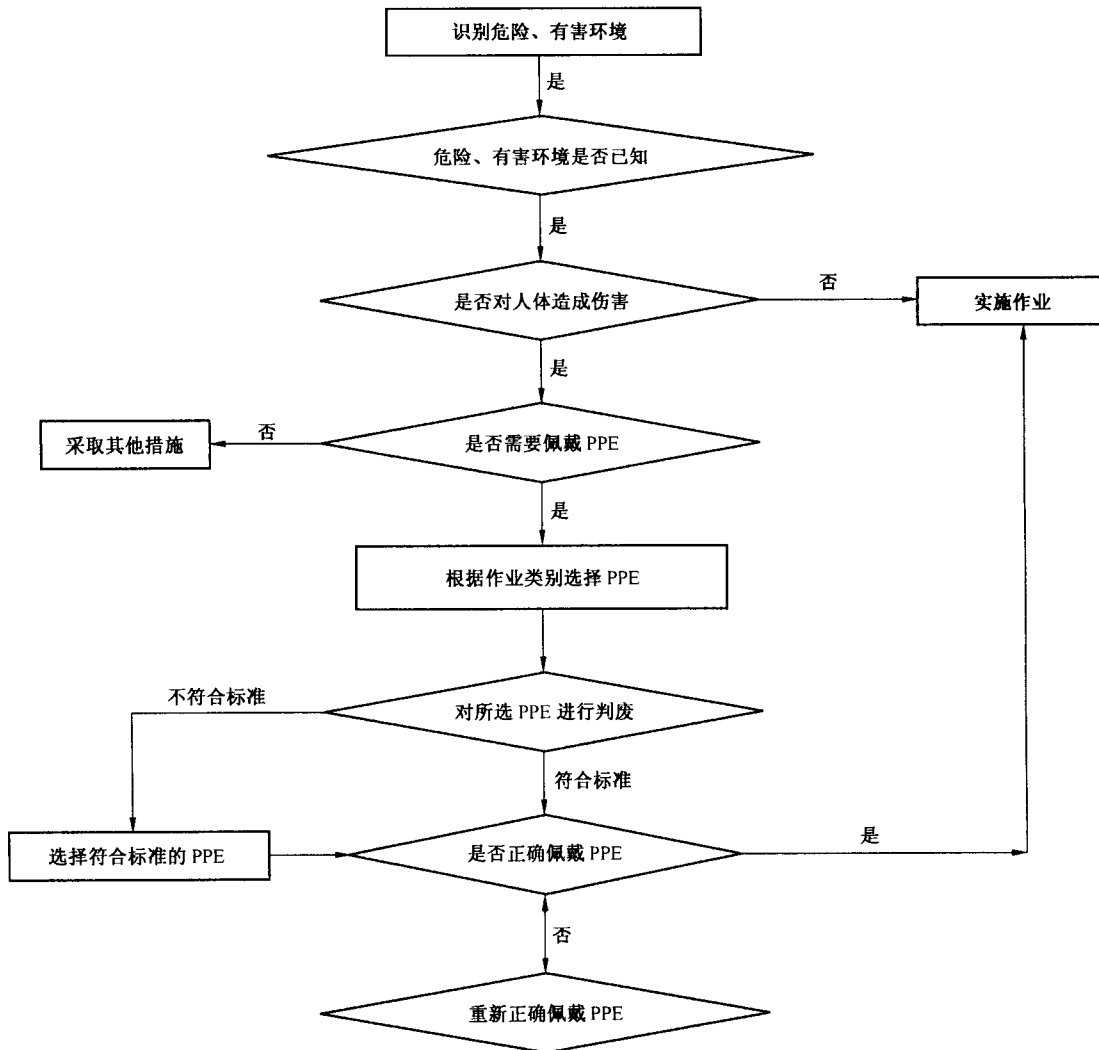 识别危险、有害环境
是
危险、有害环境是否已知
是
是否对人体造成伤害
否
实施作业
是
采取其他措施
否
是否需要佩戴 PPE
是
根据作业类别选择 PPE
不符合标准
对所选 PPE 进行判废
符合标准
选择符合标准的 PPE
是否正确佩戴 PPE
是
否
重新正确佩戴 PPE